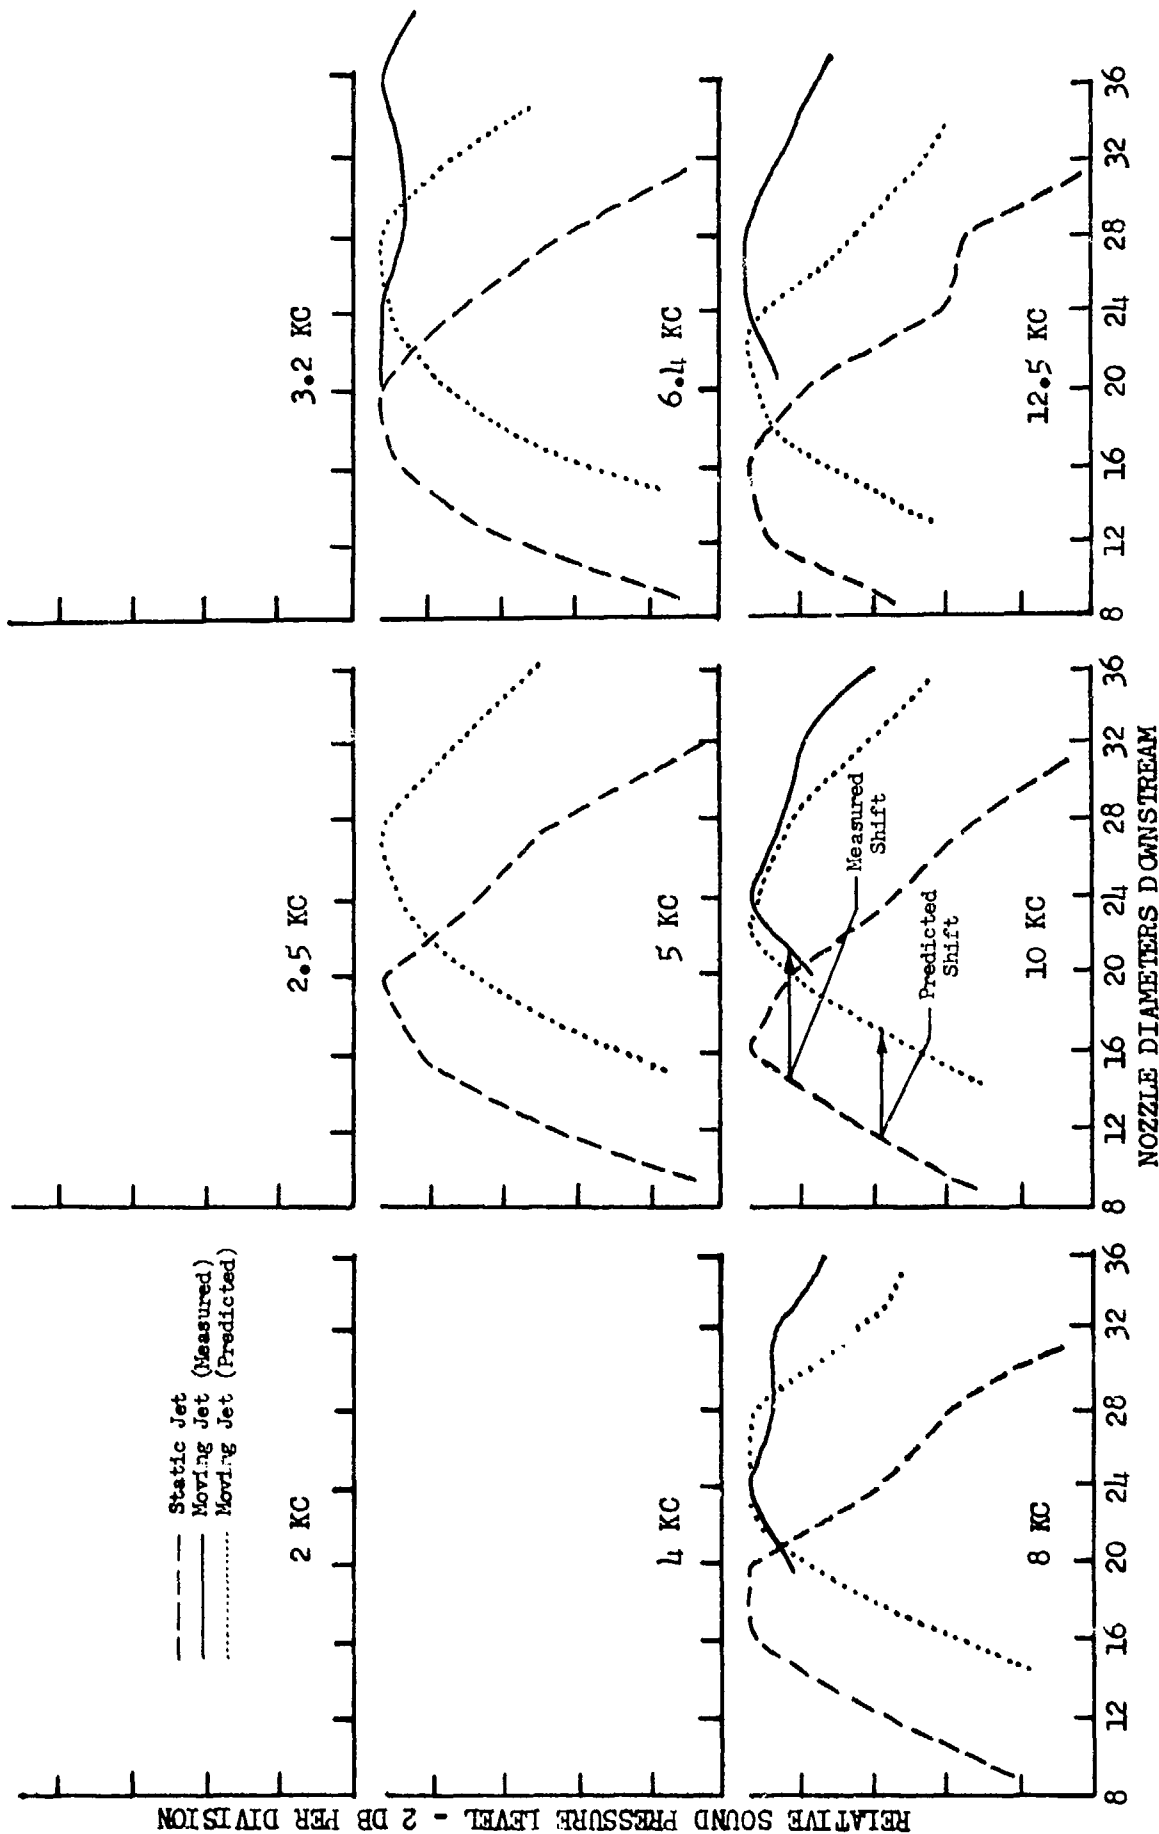 RELATIVE SOUND PRESSURE LEVEL - 2 DB PER DIVISION
Static Jet
Moving Jet (Measured)
Moving Jet (Predicted)
2 KC
2.5 KC
3.2 KC
4 KC
5 KC
6.4 KC
8 KC
10 KC
12.5 KC
Measured
Shift
Predicted
Shift
8 12 16 20 24 28 32 36
8 12 16 20 24 28 32 36
8 12 16 20 24 28 32 36
NOZZLE DIAMETERS DOWNSTREAM